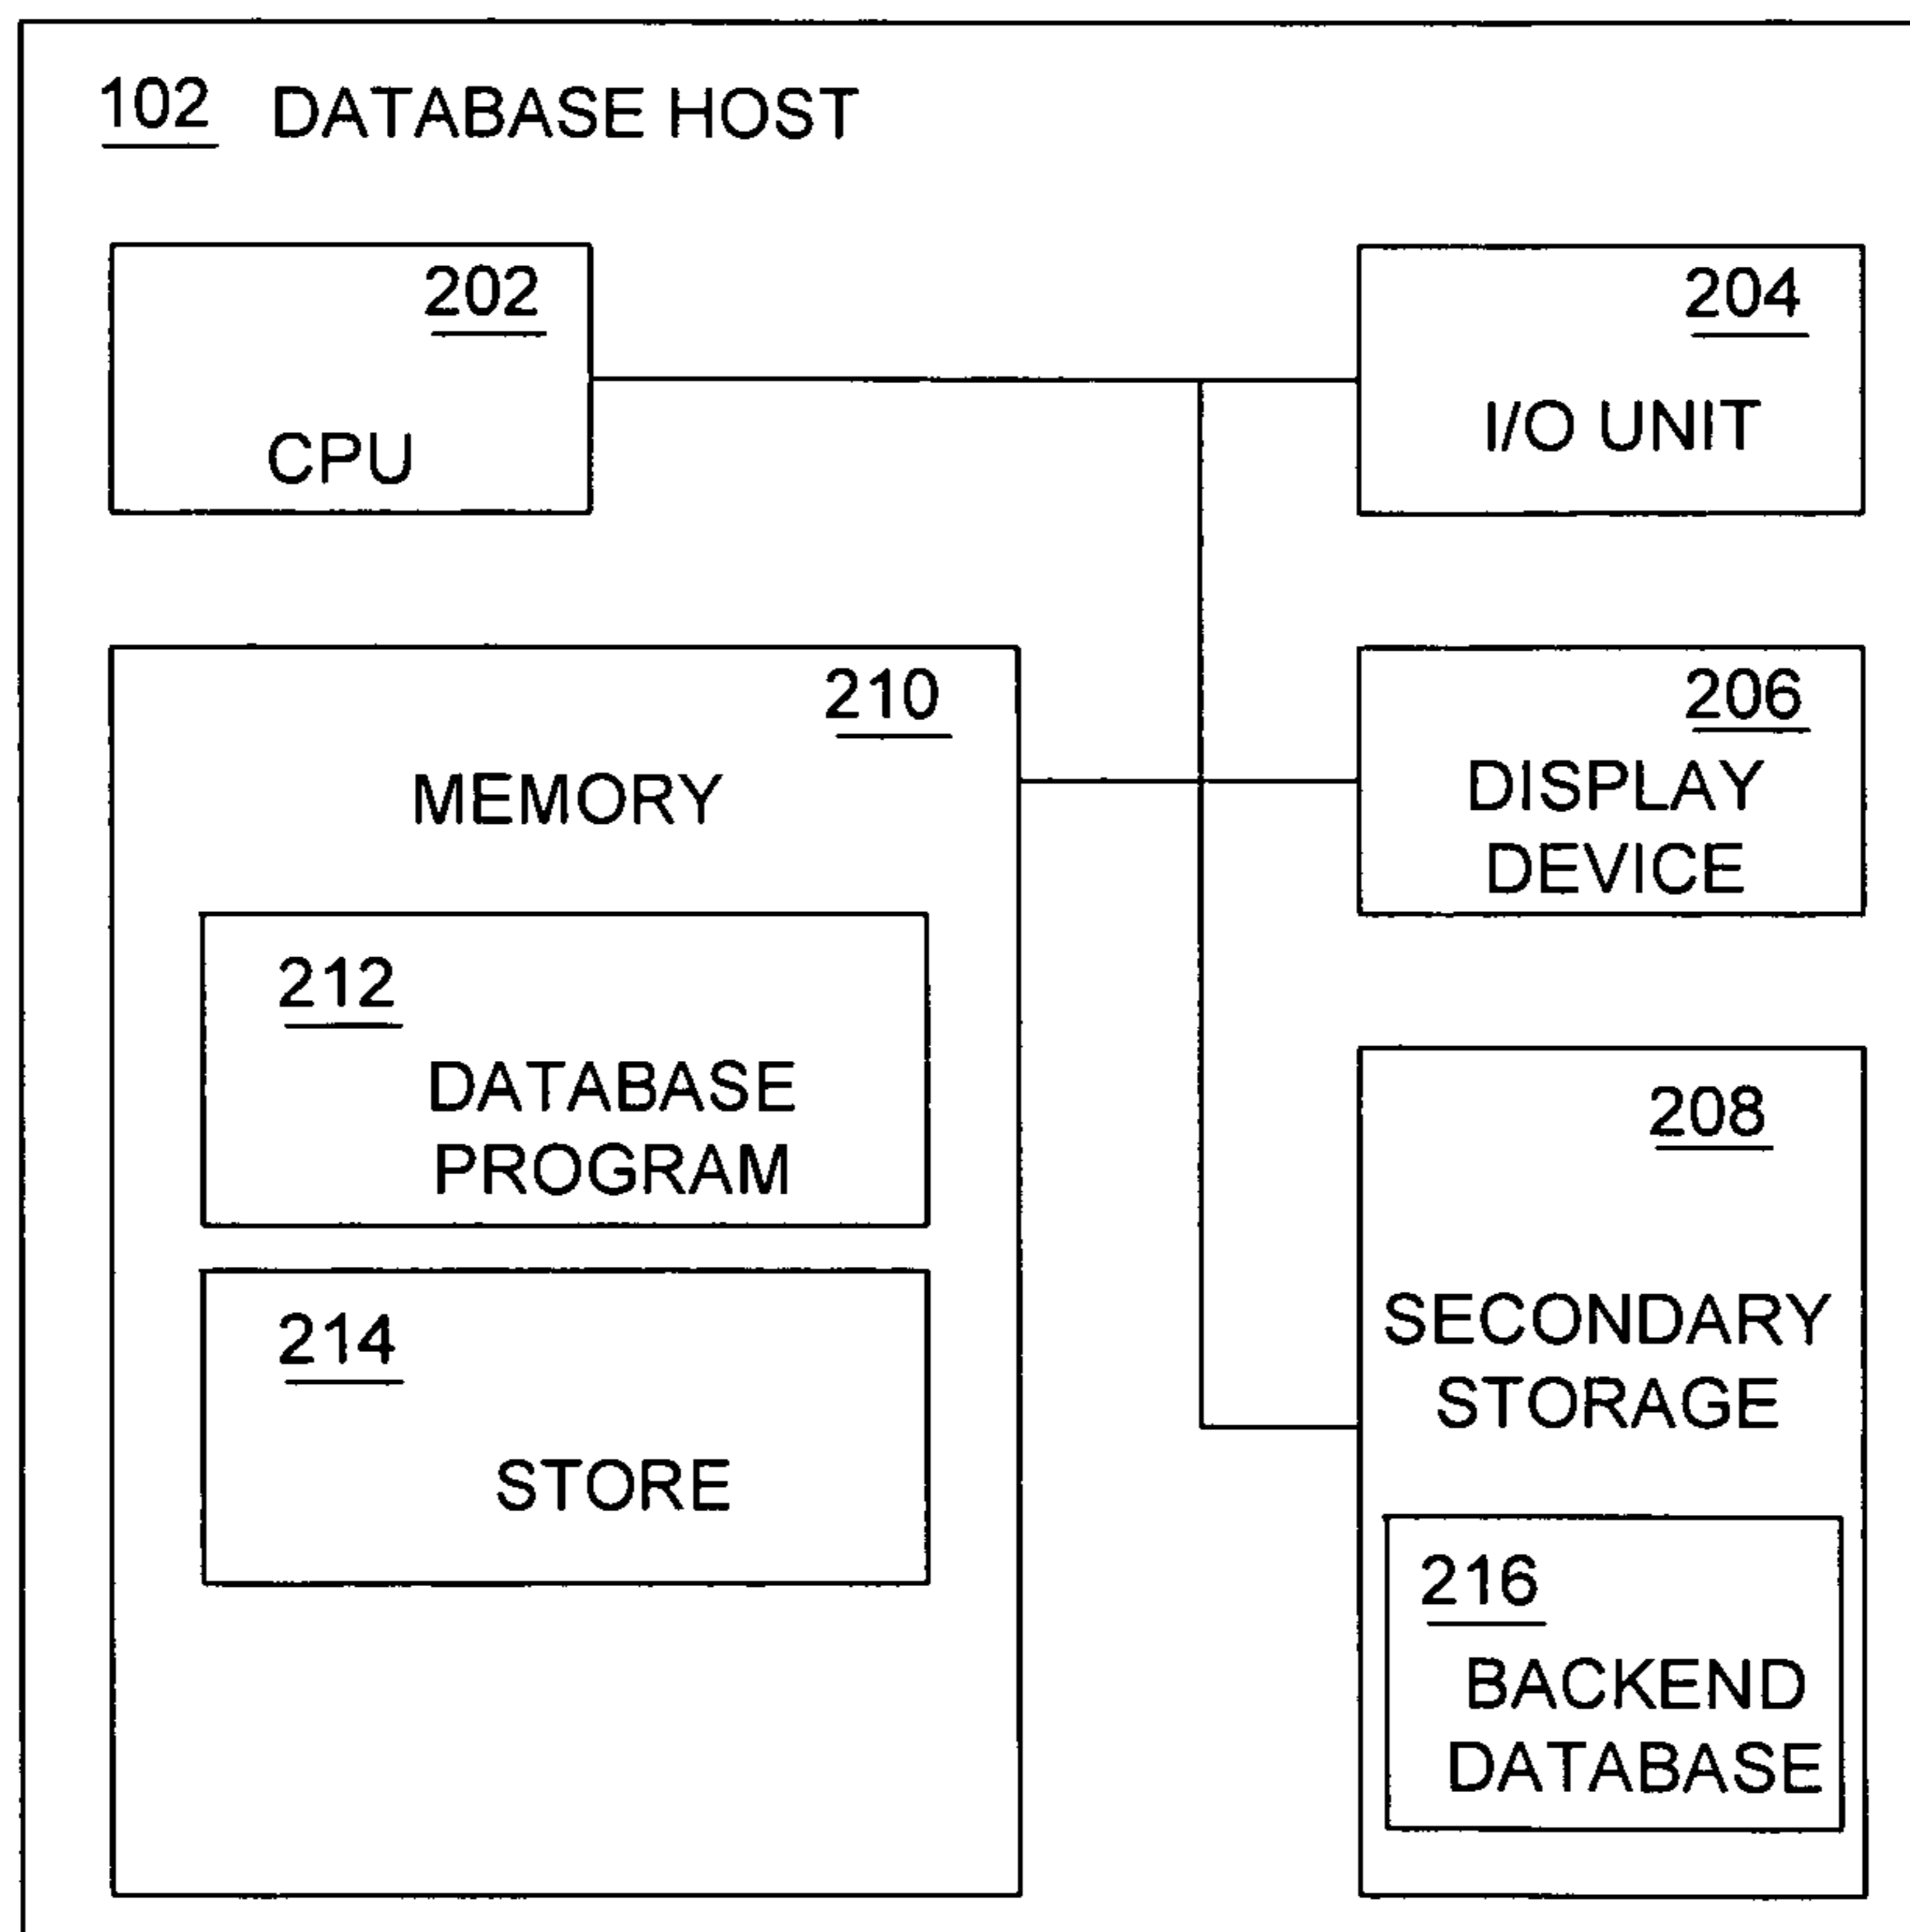 102 DATABASE HOST
202
CPU
204
I/O UNIT
210
MEMORY
212
DATABASE
PROGRAM
214
STORE
206
DISPLAY
DEVICE
208
SECONDARY
STORAGE
216
BACKEND
DATABASE